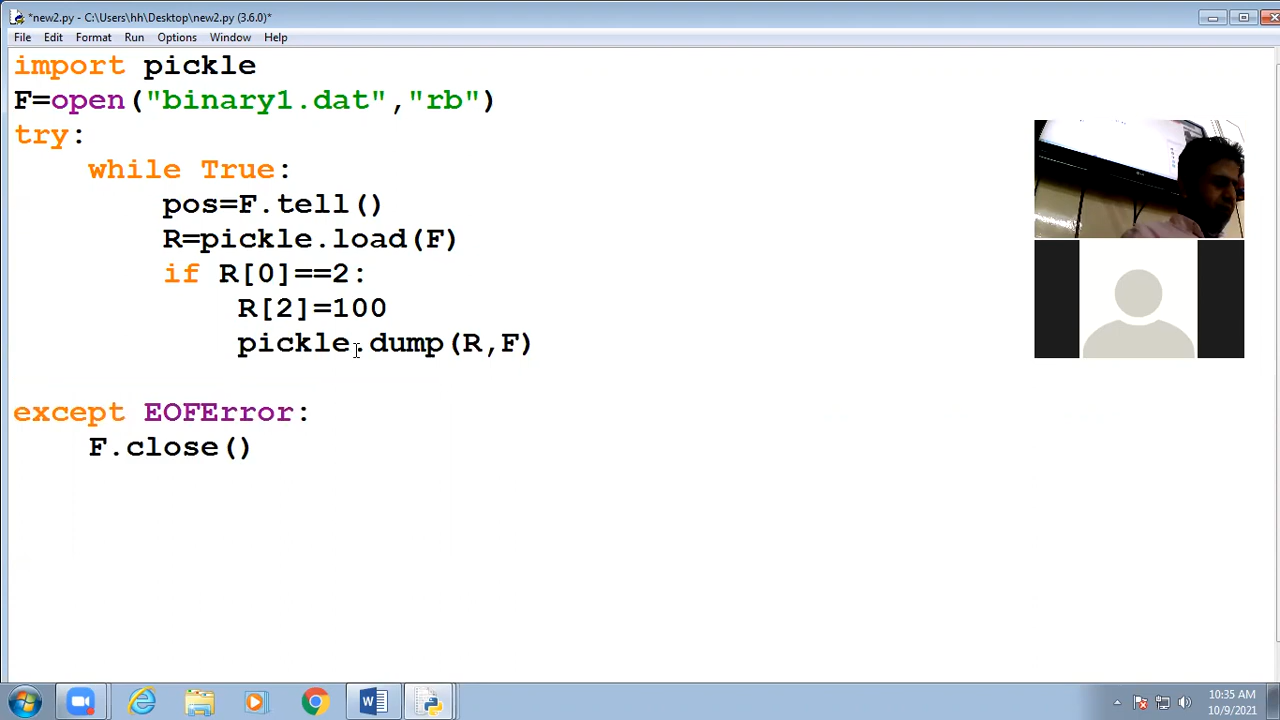 *new2.py - C:\Users\hh\Desktop\new2.py (3.6.0)*
File Edit Format Run Options Window Help
import pickle
F=open("binary1.dat","rb")
try:
    while True:
        pos=F.tell()
        R=pickle.load(F)
        if R[0]==2:
            R[2]=100
            pickle.dump(R,F)
except EOFError:
    F.close()
10:35 AM
10/9/2021